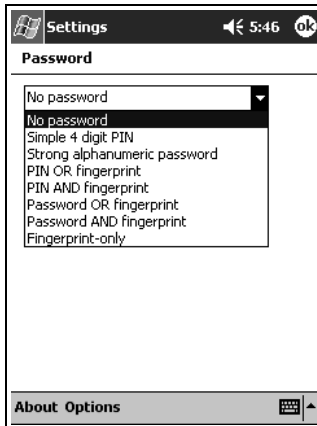 Settings 5:46 ok
Password
No password
No password
Simple 4 digit PIN
Strong alphanumeric password
PIN OR fingerprint
PIN AND fingerprint
Password OR fingerprint
Password AND fingerprint
Fingerprint-only
About Options